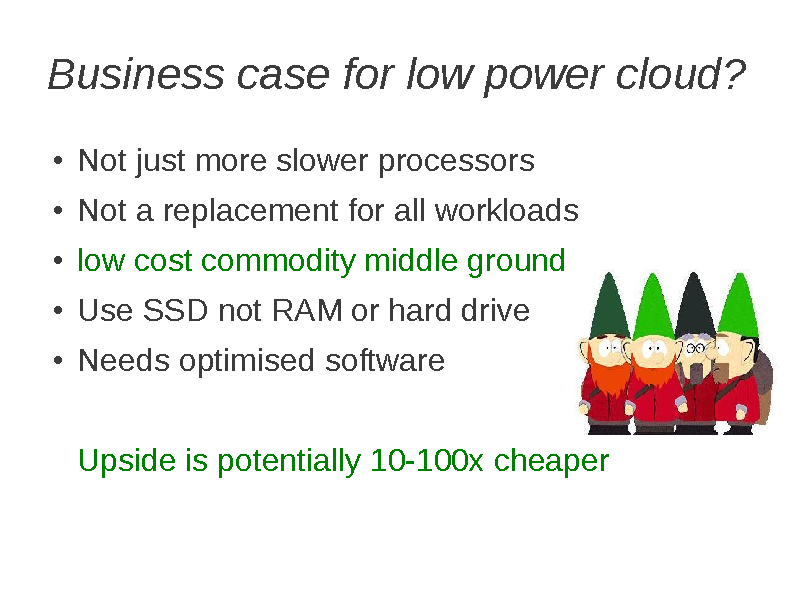 Business case for low power cloud?
• Not just more slower processors
• Not a replacement for all workloads
• low cost commodity middle ground
• Use SSD not RAM or hard drive
• Needs optimised software
Upside is potentially 10-100x cheaper